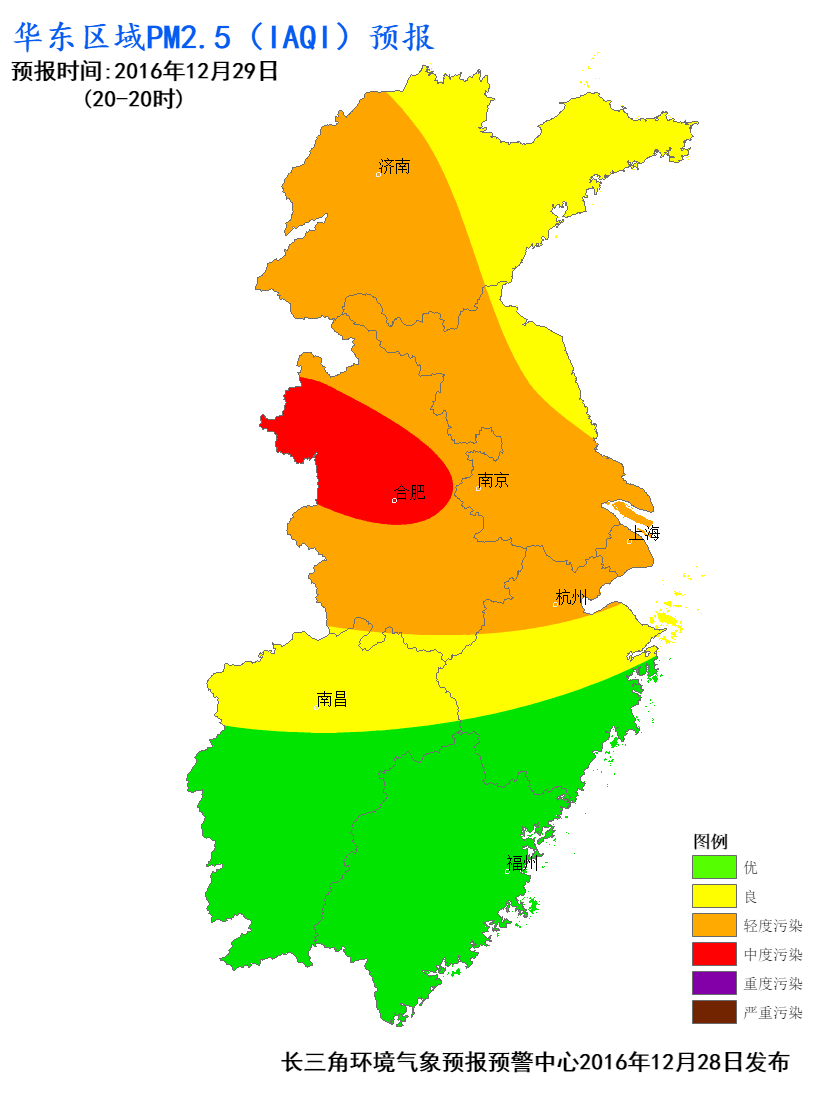 华东区域PM2.5（IAQI）预报
预报时间:2016年12月29日
(20-20时)
济南
合肥
南京
上海
杭州
南昌
福州
图例
优
良
轻度污染
中度污染
重度污染
严重污染
长三角环境气象预报预警中心2016年12月28日发布